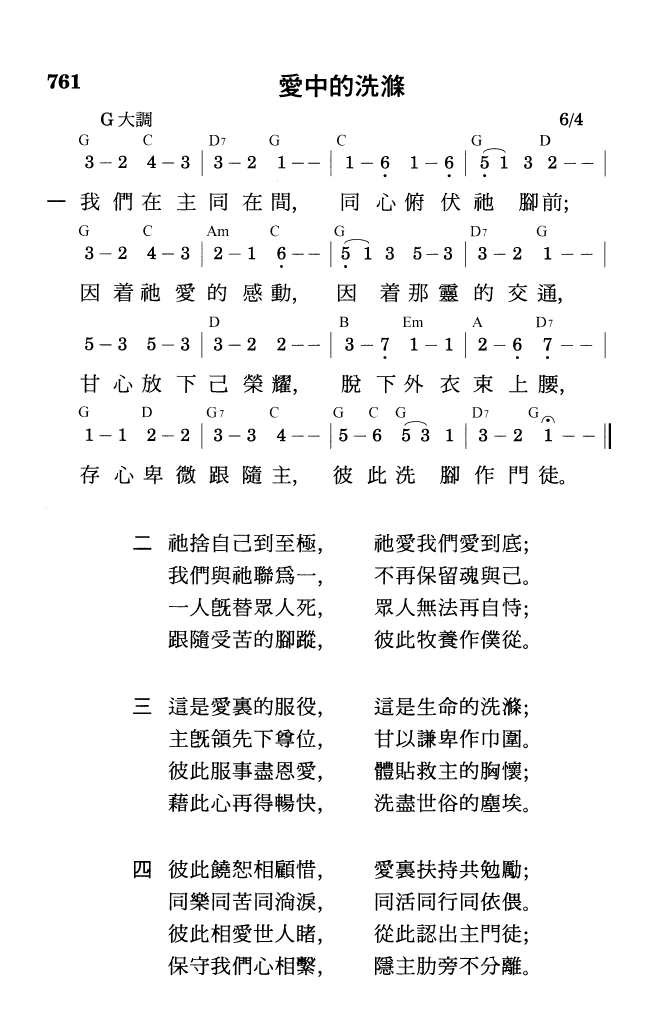 761
愛中的洗滌
G 大調 6/4
G C D7 G C G D
3 – 2 4 – 3 | 3 – 2 1 – – | 1 – 6 1 – 6 | 5 1 3 2 – – |
一 我們在主同在間, 同心俯伏祂腳前;
G C Am C G D7 G
3 – 2 4 – 3 | 2 – 1 6 – – | 5 1 3 5 – 3 | 3 – 2 1 – – |
因着祂愛的感動, 因着那靈的交通,
D B Em A D7
5 – 3 5 – 3 | 3 – 2 2 – – | 3 – 7 1 – 1 | 2 – 6 7 – – |
甘心放下己榮耀, 脫下外衣束上腰,
G D G7 C G C G D7 G
1 – 1 2 – 2 | 3 – 3 4 – – | 5 – 6 5 3 1 | 3 – 2 1 – – ‖
存心卑微跟隨主, 彼此洗腳作門徒。
二 祂捨自己到至極, 祂愛我們愛到底;
我們與祂聯爲一, 不再保留魂與己。
一人旣替眾人死, 眾人無法再自恃;
跟隨受苦的腳蹤, 彼此牧養作僕從。
三 這是愛裏的服役, 這是生命的洗滌;
主旣領先下尊位, 甘以謙卑作巾圍。
彼此服事盡恩愛, 體貼救主的胸懷;
藉此心再得暢快, 洗盡世俗的塵埃。
四 彼此饒恕相顧惜, 愛裏扶持共勉勵;
同樂同苦同淌淚, 同活同行同依偎。
彼此相愛世人睹, 從此認出主門徒;
保守我們心相繫, 隱主肋旁不分離。